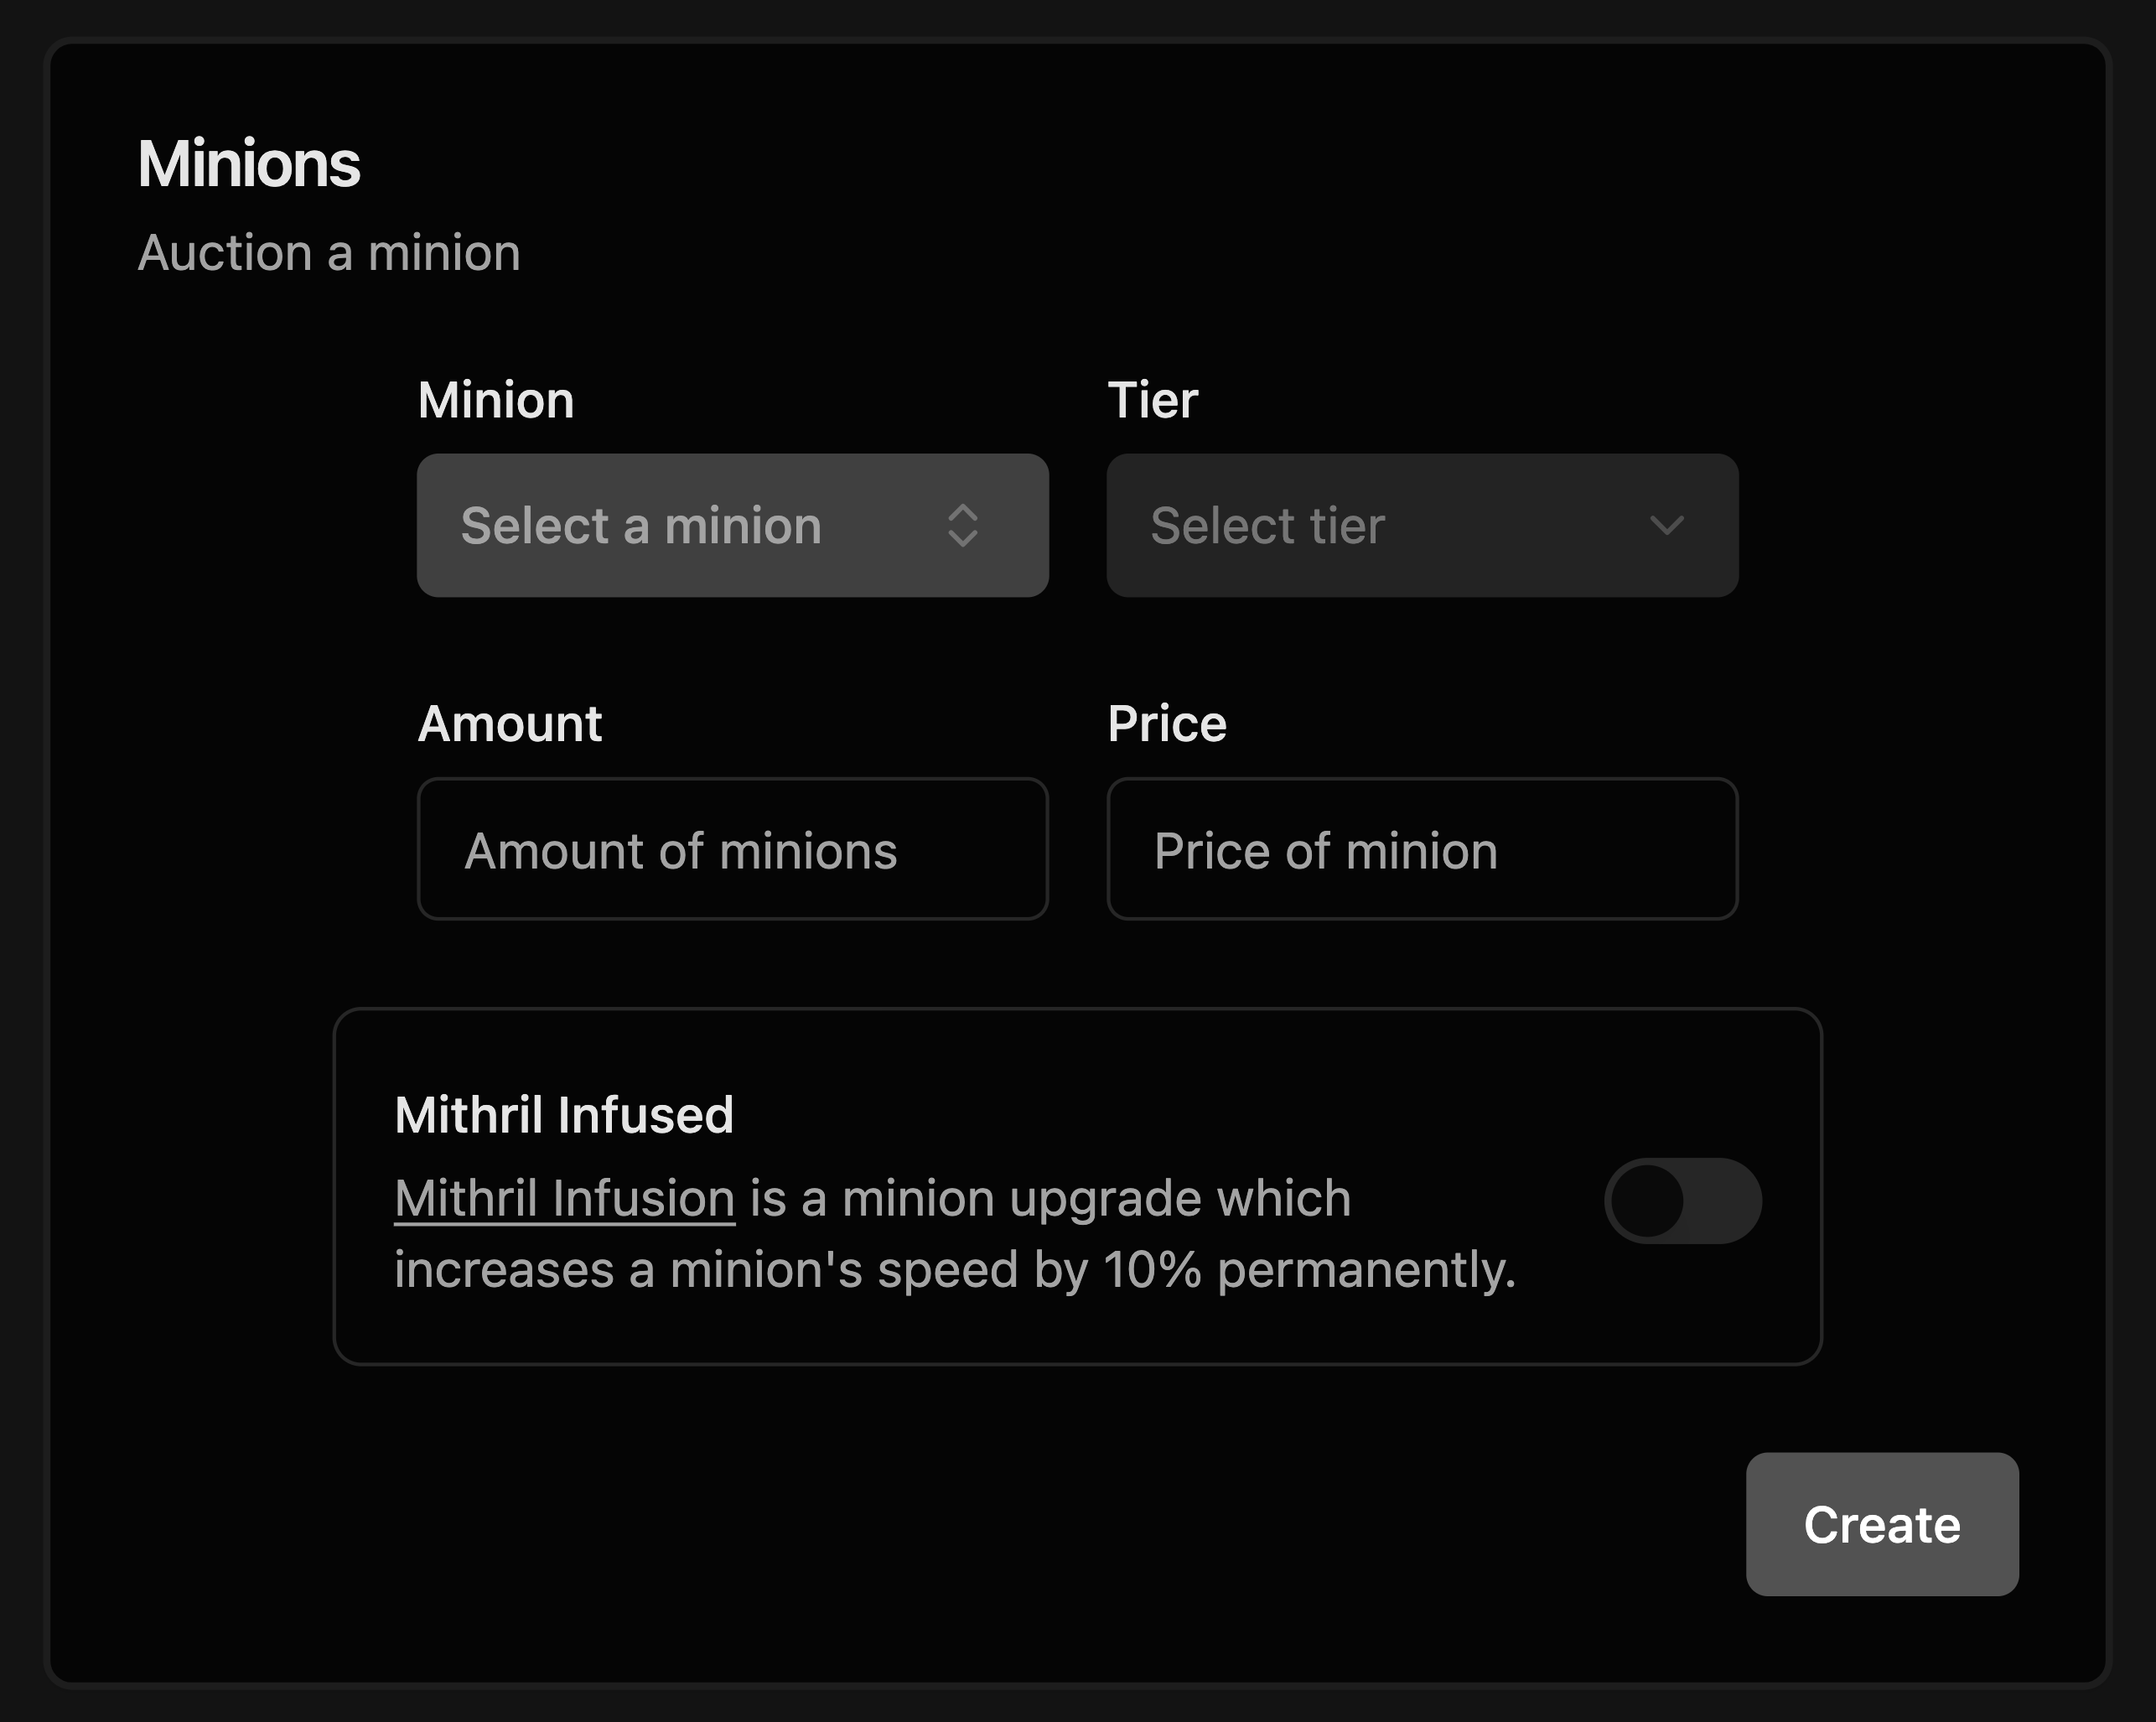 Minions
Auction a minion
Minion
Tier
Select a minion
Select tier
Amount
Price
Amount of minions
Price of minion
Mithril Infused
Mithril Infusion is a minion upgrade which
increases a minion's speed by 10% permanently.
Create